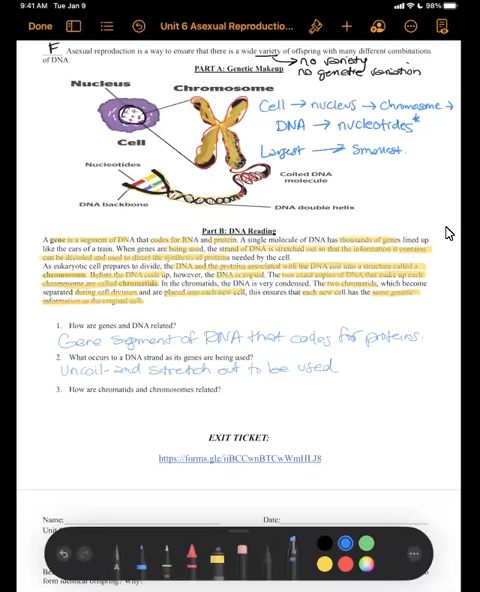 9:41 AM Tue Jan 9
98%
Done
Unit 6 Asexual Reproductio...
F Asexual reproduction is a way to ensure that there is a wide variety of offspring with many different combinations
of DNA.
→ no variety
no genetic variation
PART A: Genetic Makeup
Nucleus
Chromosome
Cell → nucleus → chromosome →
DNA → nucleotides*
Largest → Smallest.
Cell
Nucleotides
Coiled DNA
molecule
DNA backbone
DNA double helix
Part B: DNA Reading
A gene is a segment of DNA that codes for RNA and protein. A single molecule of DNA has thousands of genes lined up
like the cars of a train. When genes are being used, the strand of DNA is stretched out so that the information it contains
can be decoded and used to direct the synthesis of proteins needed by the cell.
As eukaryotic cell prepares to divide, the DNA and the proteins associated with the DNA coil into a structure called a
chromosome. Before the DNA coils up, however, the DNA is copied. The two exact copies of DNA that make up each
chromosome are called chromatids. In the chromatids, the DNA is very condensed. The two chromatids, which become
separated during cell division and are placed into each new cell, this ensures that each new cell has the same genetic
information as the original cell.
1. How are genes and DNA related?
Gene segment of DNA that codes for proteins.
2. What occurs to a DNA strand as its genes are being used?
Uncoil and stretch out to be used
3. How are chromatids and chromosomes related?
EXIT TICKET:
https://forms.gle/iiBCCwnBTCwWmHLJ8
Name:
Date:
Unit
form identical offspring? Why?